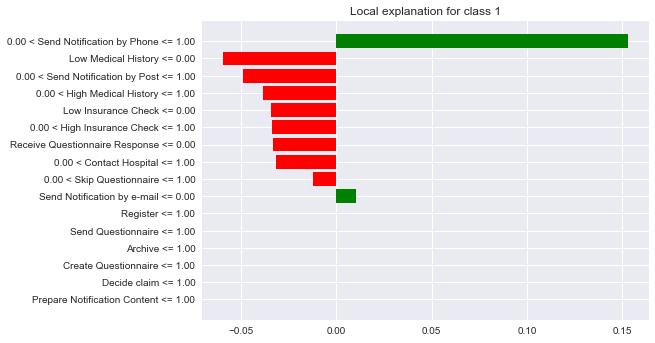 Local explanation for class 1
0.00 < Send Notification by Phone <= 1.00
Low Medical History <= 0.00
0.00 < Send Notification by Post <= 1.00
0.00 < High Medical History <= 1.00
Low Insurance Check <= 0.00
0.00 < High Insurance Check <= 1.00
Receive Questionnaire Response <= 0.00
0.00 < Contact Hospital <= 1.00
0.00 < Skip Questionnaire <= 1.00
Send Notification by e-mail <= 0.00
Register <= 1.00
Send Questionnaire <= 1.00
Archive <= 1.00
Create Questionnaire <= 1.00
Decide claim <= 1.00
Prepare Notification Content <= 1.00
−0.05 0.00 0.05 0.10 0.15